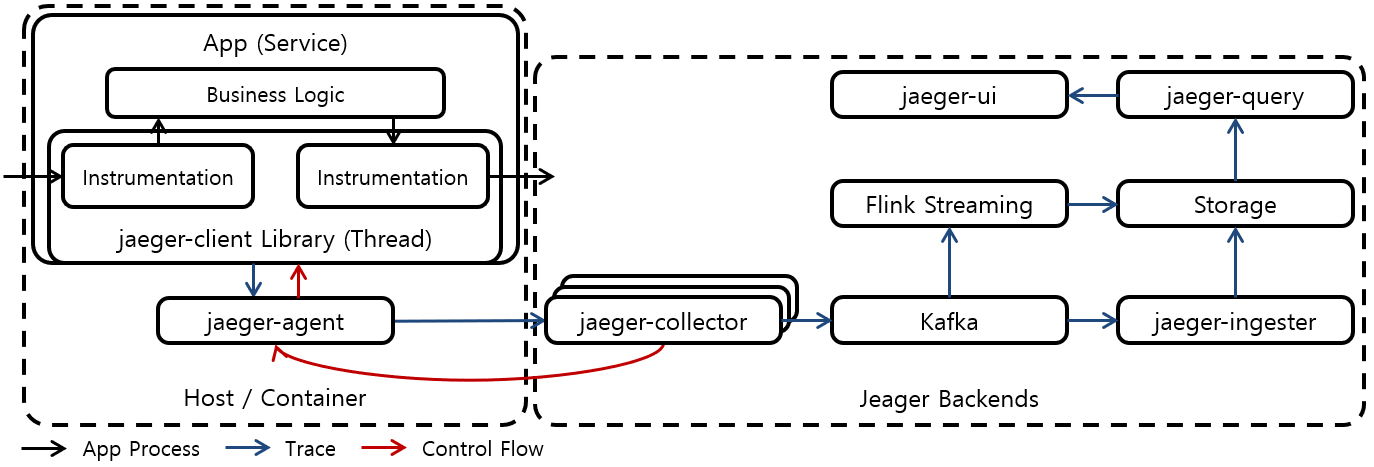 App (Service)
Business Logic
Instrumentation
Instrumentation
jaeger-client Library (Thread)
jaeger-agent
Host / Container
jaeger-ui
jaeger-query
Flink Streaming
Storage
jaeger-collector
Kafka
jaeger-ingester
Jeager Backends
App Process
Trace
Control Flow